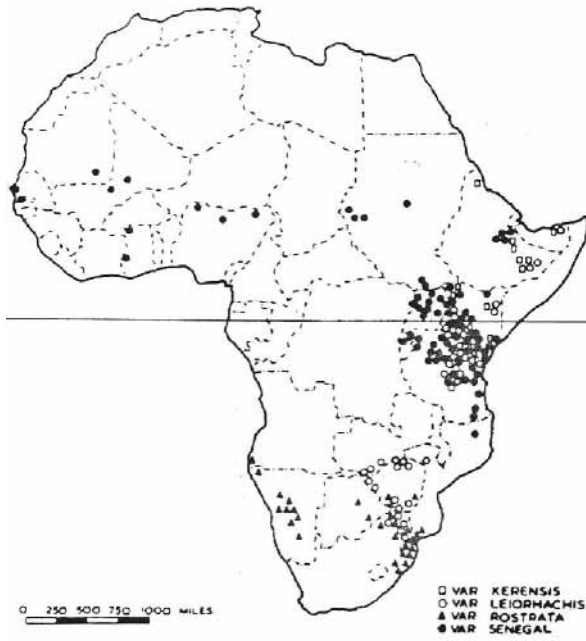 0 250 500 750 1000 MILES
VAR KERENSIS
VAR LEIORHACHIS
VAR ROSTRATA
VAR SENEGAL